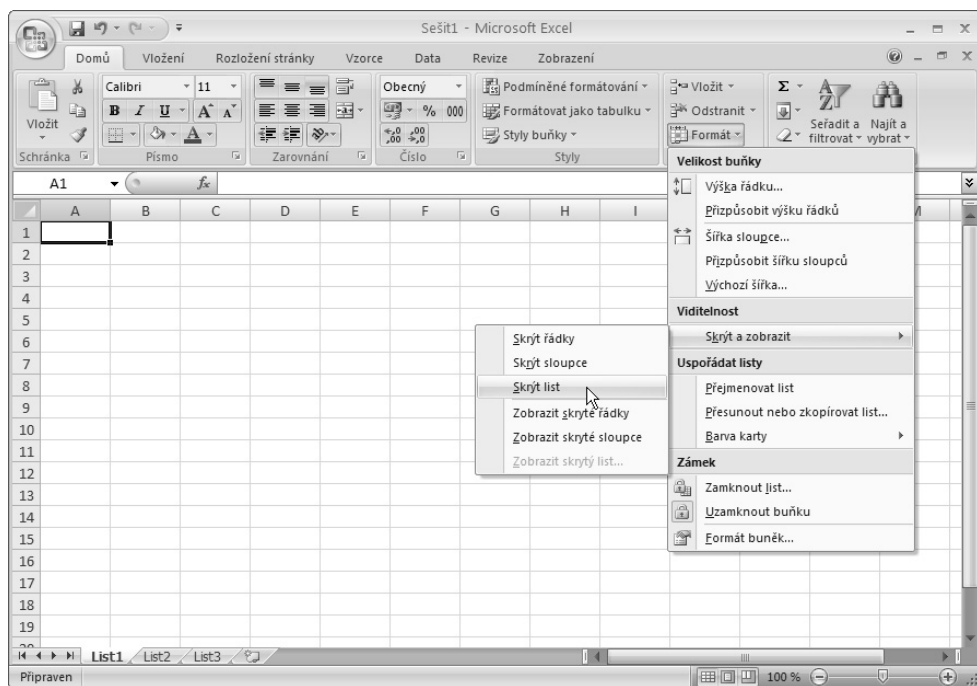 Sešit1 - Microsoft Excel
Domů Vložení Rozložení stránky Vzorce Data Revize Zobrazení
Vložit
Schránka
Calibri 11
B I U A A
A
Písmo
Zarovnání
Obecný
% 000
,00 ,0
Číslo
Podmíněné formátování
Formátovat jako tabulku
Styly buňky
Styly
Vložit
Odstranit
Formát
Σ
Seřadit a filtrovat
Najít a vybrat
A1 fx
A B C D E F G H I M
1
2
3
4
5
6
7
8
9
10
11
12
13
14
15
16
17
18
19
20
Velikost buňky
Výška řádku...
Přizpůsobit výšku řádků
Šířka sloupce...
Přizpůsobit šířku sloupců
Výchozí šířka...
Viditelnost
Skrýt a zobrazit
Uspořádat listy
Přejmenovat list
Přesunout nebo zkopírovat list...
Barva karty
Zámek
Zamknout list...
Uzamknout buňku
Formát buněk...
Skrýt řádky
Skrýt sloupce
Skrýt list
Zobrazit skryté řádky
Zobrazit skryté sloupce
Zobrazit skrytý list...
List1 List2 List3
Připraven 100 %